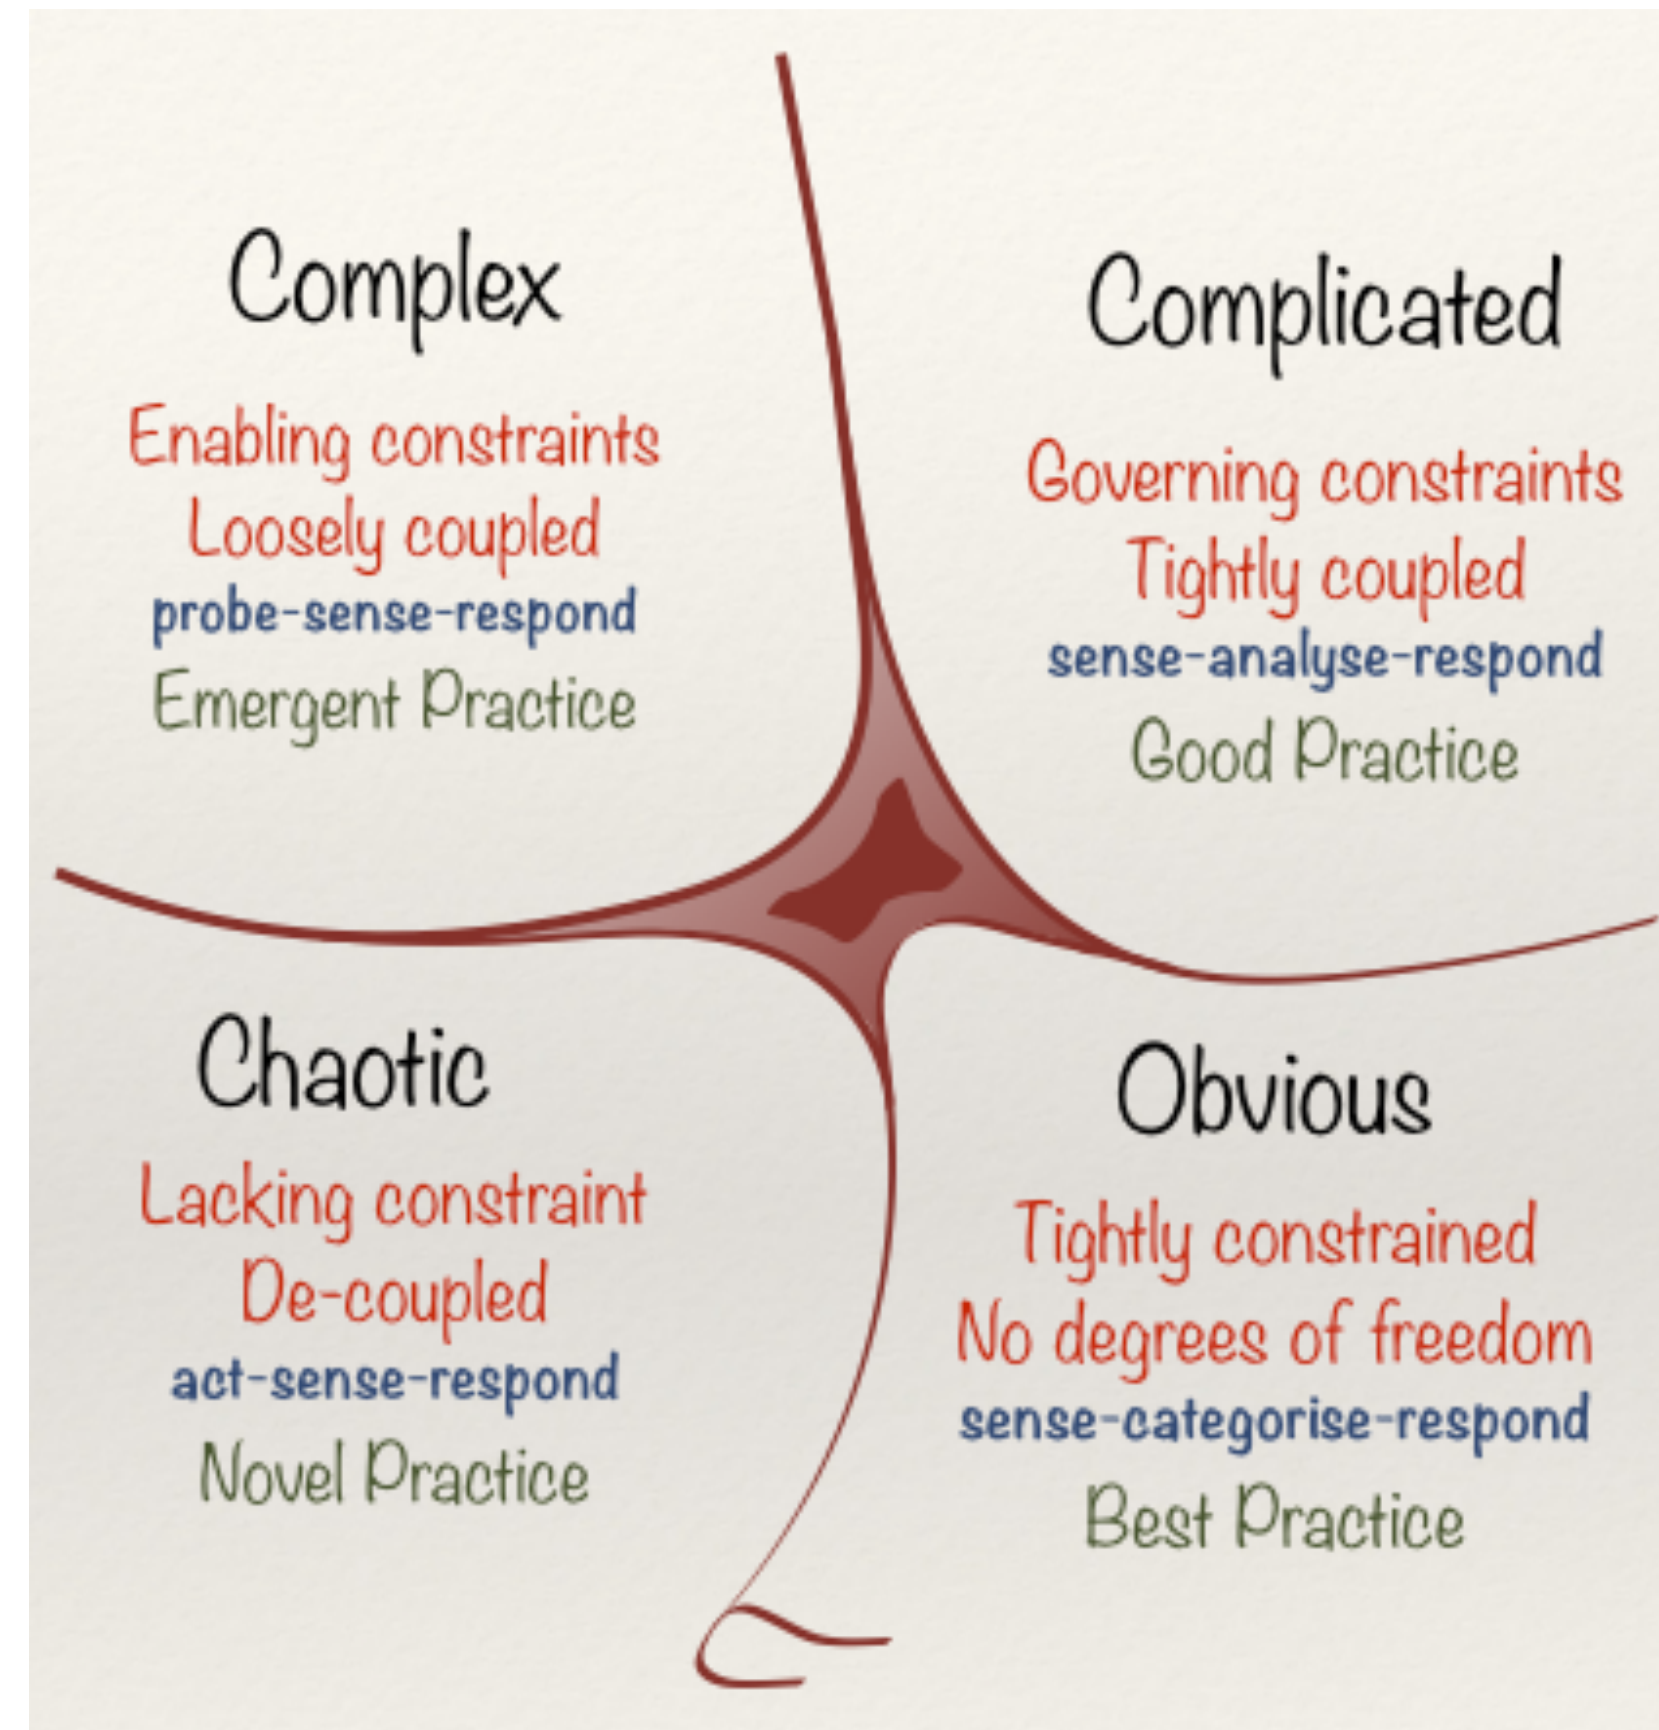 Complex
Enabling constraints
Loosely coupled
probe-sense-respond
Emergent Practice
Complicated
Governing constraints
Tightly coupled
sense-analyse-respond
Good Practice
Chaotic
Lacking constraint
De-coupled
act-sense-respond
Novel Practice
Obvious
Tightly constrained
No degrees of freedom
sense-categorise-respond
Best Practice